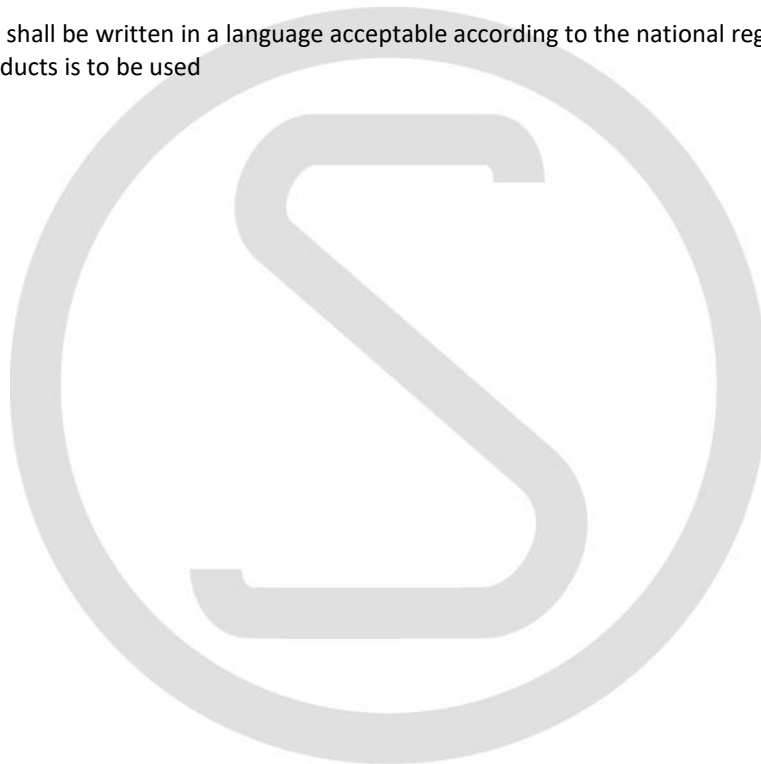 shall be written in a language acceptable according to the national reg
ducts is to be used
S